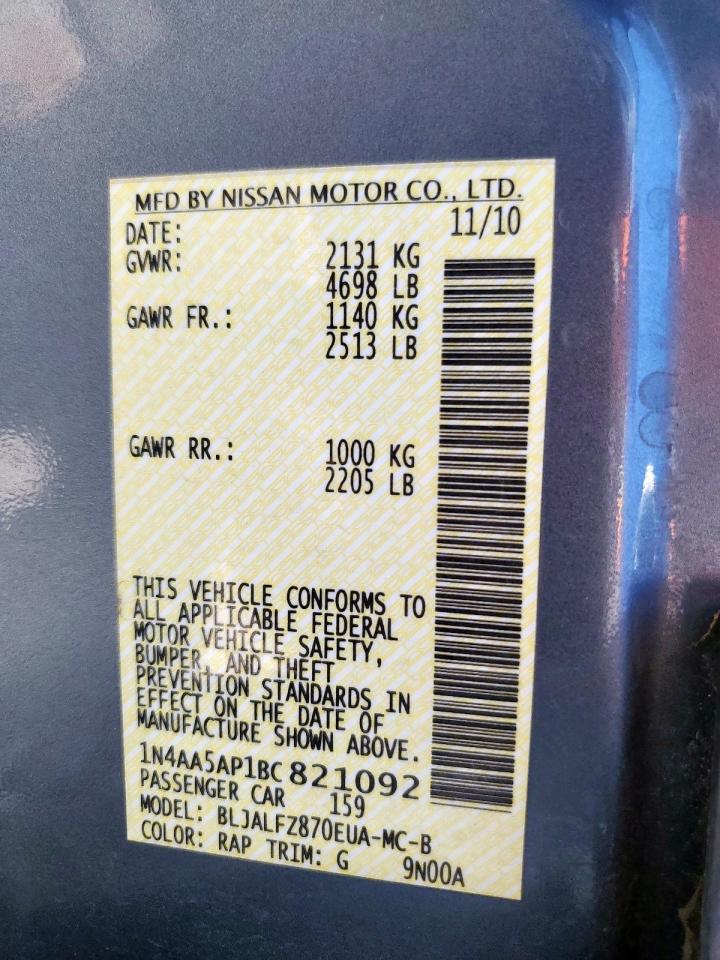 MFD BY NISSAN MOTOR CO., LTD.
DATE: 11/10
GVWR: 2131 KG
4698 LB
GAWR FR.: 1140 KG
2513 LB
GAWR RR.: 1000 KG
2205 LB
THIS VEHICLE CONFORMS TO
ALL APPLICABLE FEDERAL
MOTOR VEHICLE SAFETY,
BUMPER, AND THEFT
PREVENTION STANDARDS IN
EFFECT ON THE DATE OF
MANUFACTURE SHOWN ABOVE.
1N4AA5AP1BC821092
PASSENGER CAR 159
MODEL: BLJALFZ870EUA-MC-B
COLOR: RAP TRIM: G 9N00A